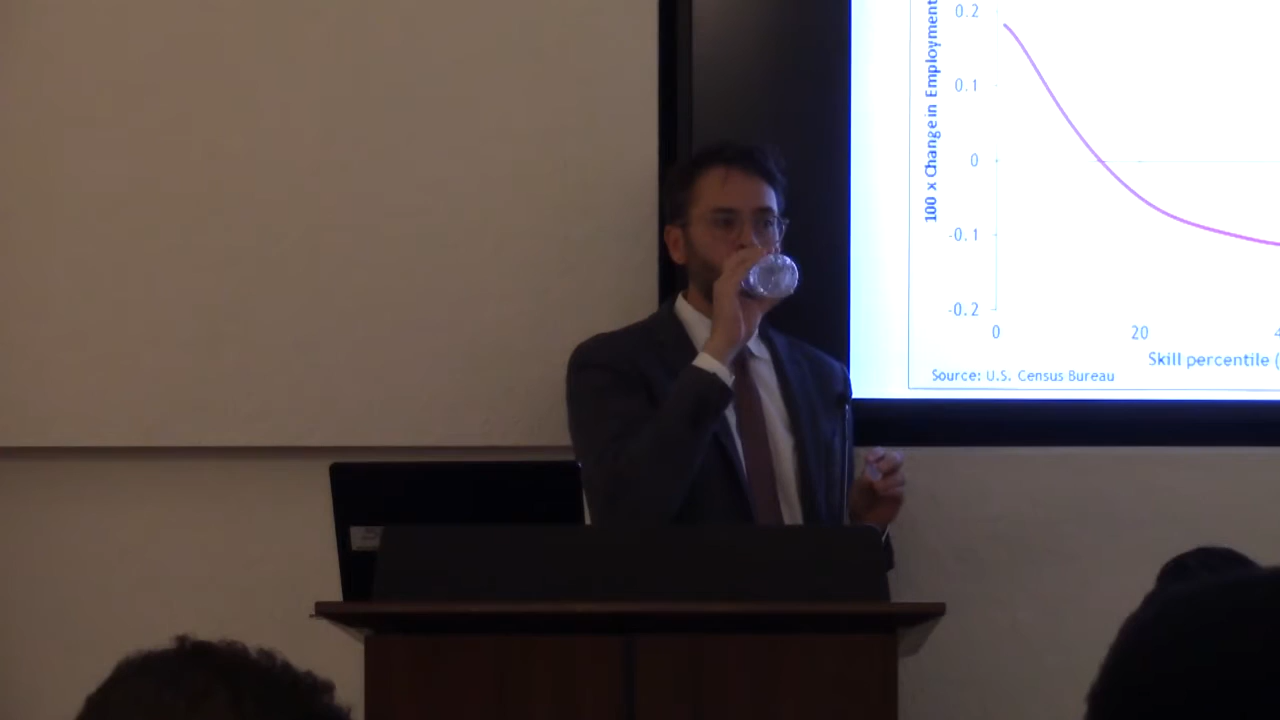 100 x Change in Employment
0.2
0.1
0
-0.1
-0.2
0
20
Skill percentile (
Source: U.S. Census Bureau